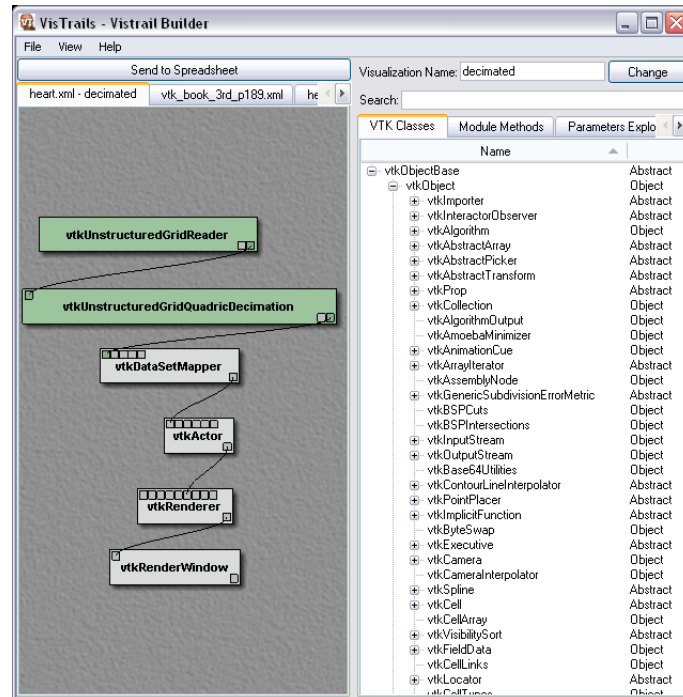 VisTrails - Vistrail Builder
File View Help
Send to Spreadsheet
heart.xml - decimated vtk_book_3rd_p189.xml he
vtkUnstructuredGridReader
vtkUnstructuredGridQuadricDecimation
vtkDataSetMapper
vtkActor
vtkRenderer
vtkRenderWindow
Visualization Name: decimated Change
Search:
VTK Classes Module Methods Parameters Explo
Name
vtkObjectBase Abstract
vtkObject Object
vtkImporter Abstract
vtkInteractorObserver Abstract
vtkAlgorithm Object
vtkAbstractArray Abstract
vtkAbstractPicker Abstract
vtkAbstractTransform Abstract
vtkProp Abstract
vtkCollection Object
vtkAlgorithmOutput Object
vtkAmoebaMinimizer Object
vtkAnimationCue Object
vtkArrayIterator Abstract
vtkAssemblyNode Object
vtkGenericSubdivisionErrorMetric Abstract
vtkBSPCuts Object
vtkBSPIntersections Object
vtkInputStream Object
vtkOutputStream Object
vtkBase64Utilities Object
vtkContourLineInterpolator Abstract
vtkPointPlacer Abstract
vtkImplicitFunction Abstract
vtkByteSwap Object
vtkExecutive Abstract
vtkCamera Object
vtkCameraInterpolator Object
vtkSpline Abstract
vtkCell Abstract
vtkCellArray Object
vtkVisibilitySort Abstract
vtkFieldData Object
vtkCellLinks Object
vtkLocator Abstract
vtkCellTypes Object